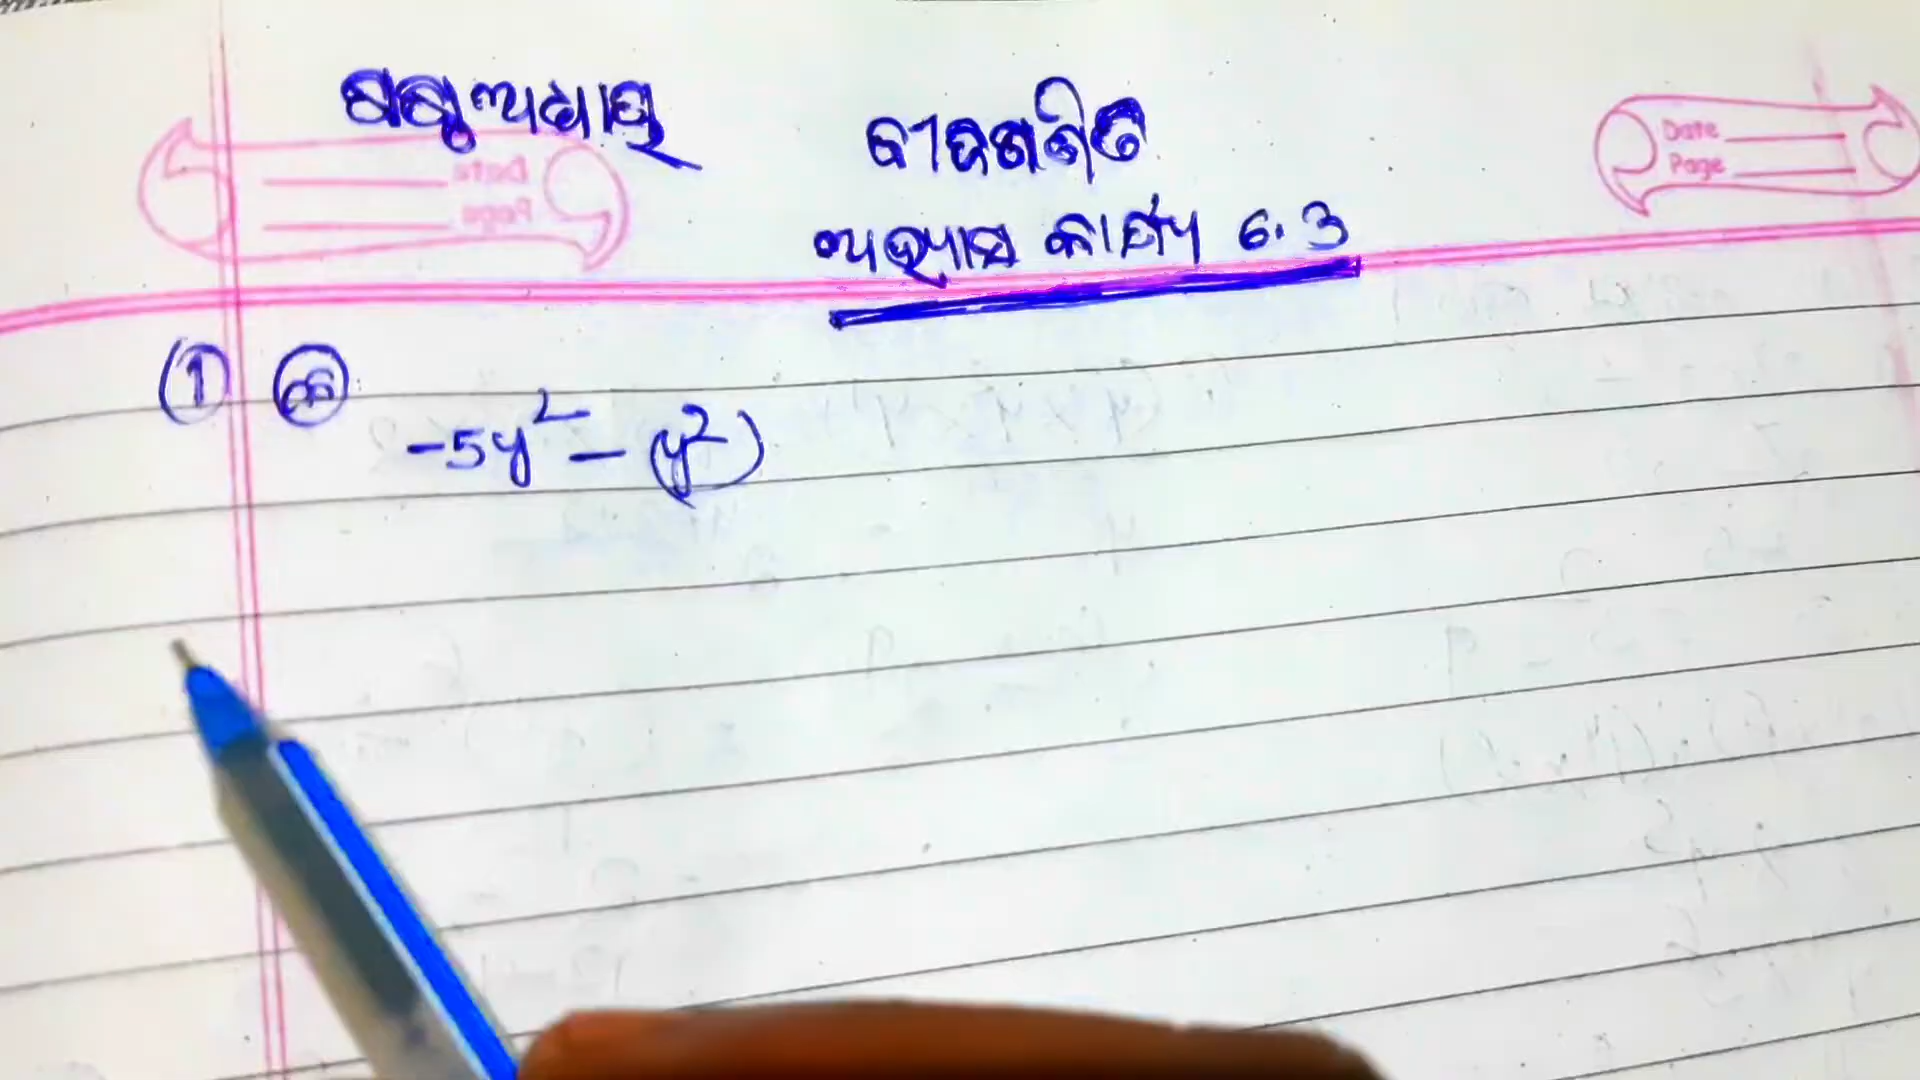 ଷଷ୍ଠ ଅଧ୍ୟାୟ
ବୀଜଗଣିତ
ଅଭ୍ୟାସ କାର୍ଯ୍ୟ 6.3
Date
Page
① କ
-5y² - (y²)